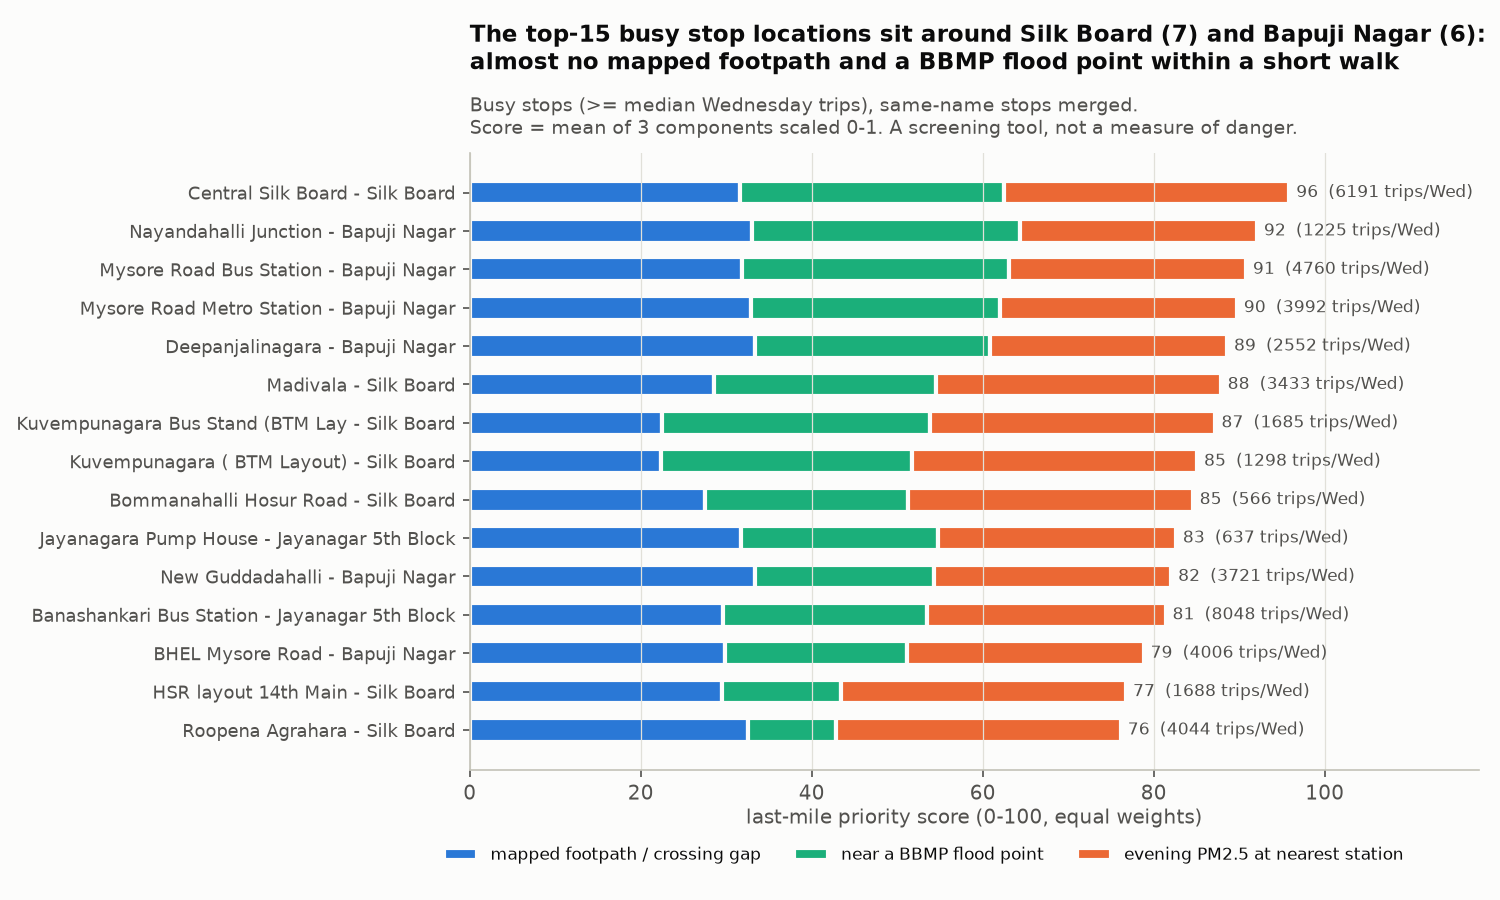 The top-15 busy stop locations sit around Silk Board (7) and Bapuji Nagar (6):
almost no mapped footpath and a BBMP flood point within a short walk
Busy stops (>= median Wednesday trips), same-name stops merged.
Score = mean of 3 components scaled 0-1. A screening tool, not a measure of danger.
Central Silk Board - Silk Board 96 (6191 trips/Wed)
Nayandahalli Junction - Bapuji Nagar 92 (1225 trips/Wed)
Mysore Road Bus Station - Bapuji Nagar 91 (4760 trips/Wed)
Mysore Road Metro Station - Bapuji Nagar 90 (3992 trips/Wed)
Deepanjalinagara - Bapuji Nagar 89 (2552 trips/Wed)
Madivala - Silk Board 88 (3433 trips/Wed)
Kuvempunagara Bus Stand (BTM Lay - Silk Board 87 (1685 trips/Wed)
Kuvempunagara ( BTM Layout) - Silk Board 85 (1298 trips/Wed)
Bommanahalli Hosur Road - Silk Board 85 (566 trips/Wed)
Jayanagara Pump House - Jayanagar 5th Block 83 (637 trips/Wed)
New Guddadahalli - Bapuji Nagar 82 (3721 trips/Wed)
Banashankari Bus Station - Jayanagar 5th Block 81 (8048 trips/Wed)
BHEL Mysore Road - Bapuji Nagar 79 (4006 trips/Wed)
HSR layout 14th Main - Silk Board 77 (1688 trips/Wed)
Roopena Agrahara - Silk Board 76 (4044 trips/Wed)
0 20 40 60 80 100
last-mile priority score (0-100, equal weights)
mapped footpath / crossing gap near a BBMP flood point evening PM2.5 at nearest station